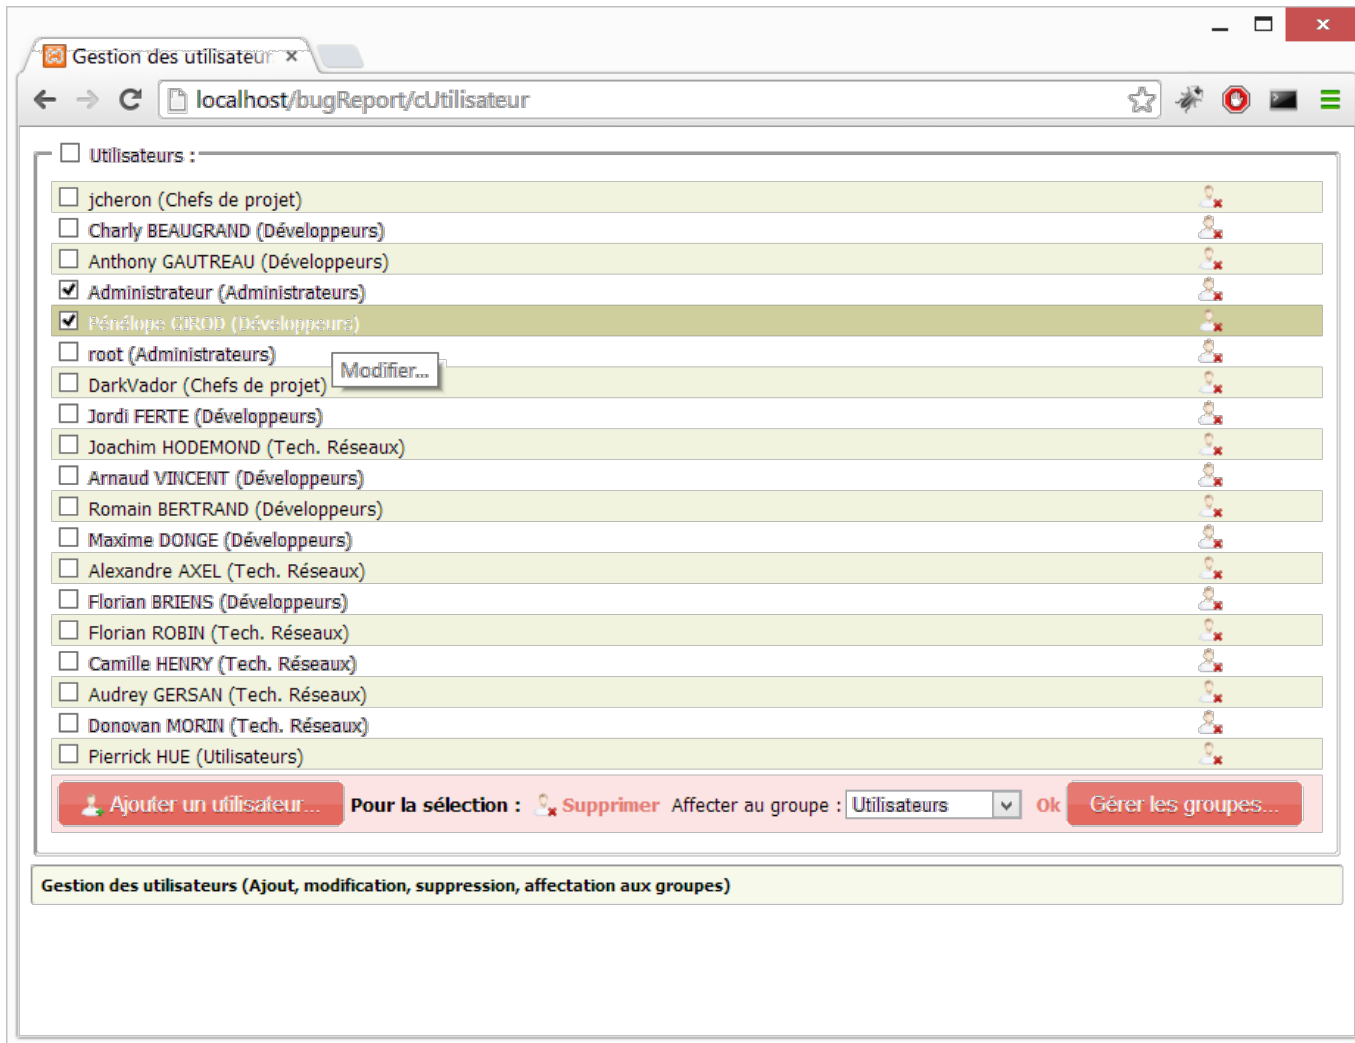 Gestion des utilisateur
localhost/bugReport/cUtilisateur
Utilisateurs :
jcheron (Chefs de projet)
Charly BEAUGRAND (Développeurs)
Anthony GAUTREAU (Développeurs)
Administrateur (Administrateurs)
Pénélope GIROD (Développeurs)
root (Administrateurs)
Modifier...
DarkVador (Chefs de projet)
Jordi FERTE (Développeurs)
Joachim HODEMOND (Tech. Réseaux)
Arnaud VINCENT (Développeurs)
Romain BERTRAND (Développeurs)
Maxime DONGE (Développeurs)
Alexandre AXEL (Tech. Réseaux)
Florian BRIENS (Développeurs)
Florian ROBIN (Tech. Réseaux)
Camille HENRY (Tech. Réseaux)
Audrey GERSAN (Tech. Réseaux)
Donovan MORIN (Tech. Réseaux)
Pierrick HUE (Utilisateurs)
Ajouter un utilisateur... Pour la sélection : Supprimer Affecter au groupe : Utilisateurs Ok Gérer les groupes...
Gestion des utilisateurs (Ajout, modification, suppression, affectation aux groupes)